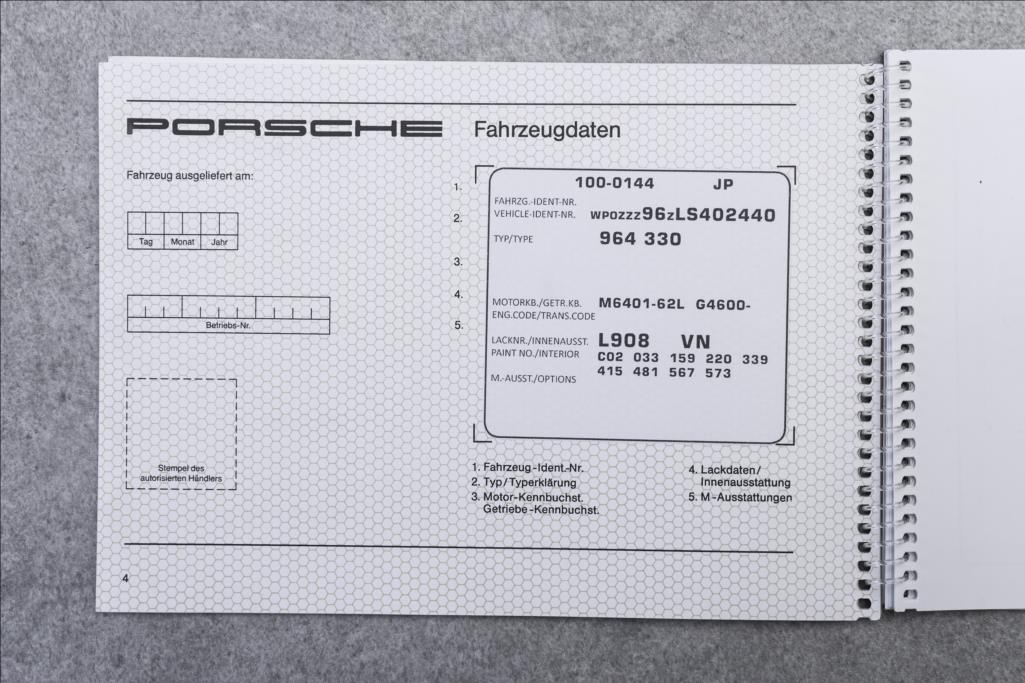 PORSCHE
Fahrzeugdaten
Fahrzeug ausgeliefert am:
Tag Monat Jahr
Betriebs-Nr.
Stempel des
autorisierten Händlers
1.
2.
3.
4.
5.
100-0144 JP
FAHRZG.-IDENT-NR.
VEHICLE-IDENT-NR. WPOZZZ96ZLS402440
TYP/TYPE 964 330
MOTORKB./GETR.KB. M6401-62L G4600-
ENG.CODE/TRANS.CODE
LACKNR./INNENAUSST. L908 VN
PAINT NO./INTERIOR C02 033 159 220 339
415 481 567 573
M.-AUSST./OPTIONS
1. Fahrzeug-Ident.-Nr.
2. Typ/Typerklärung
3. Motor-Kennbuchst.
Getriebe-Kennbuchst.
4. Lackdaten/
Innenausstattung
5. M-Ausstattungen
4